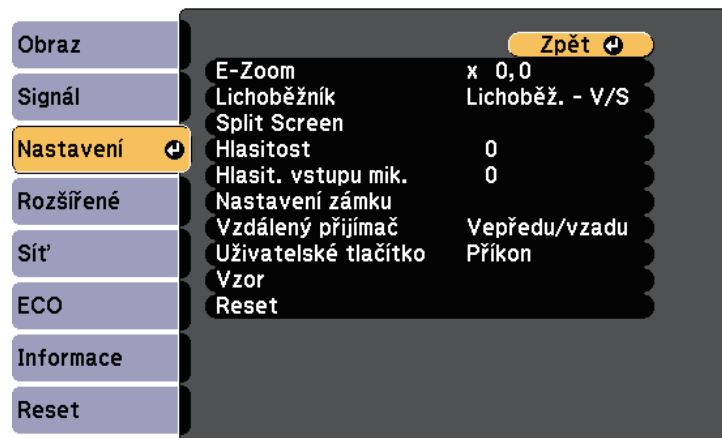 Obraz
Signál
Nastavení
Rozšířené
Síť
ECO
Informace
Reset
Zpět
E-Zoom x 0,0
Lichoběžník Lichoběž. - V/S
Split Screen
Hlasitost 0
Hlasit. vstupu mik. 0
Nastavení zámku
Vzdálený přijímač Vepředu/vzadu
Uživatelské tlačítko Příkon
Vzor
Reset